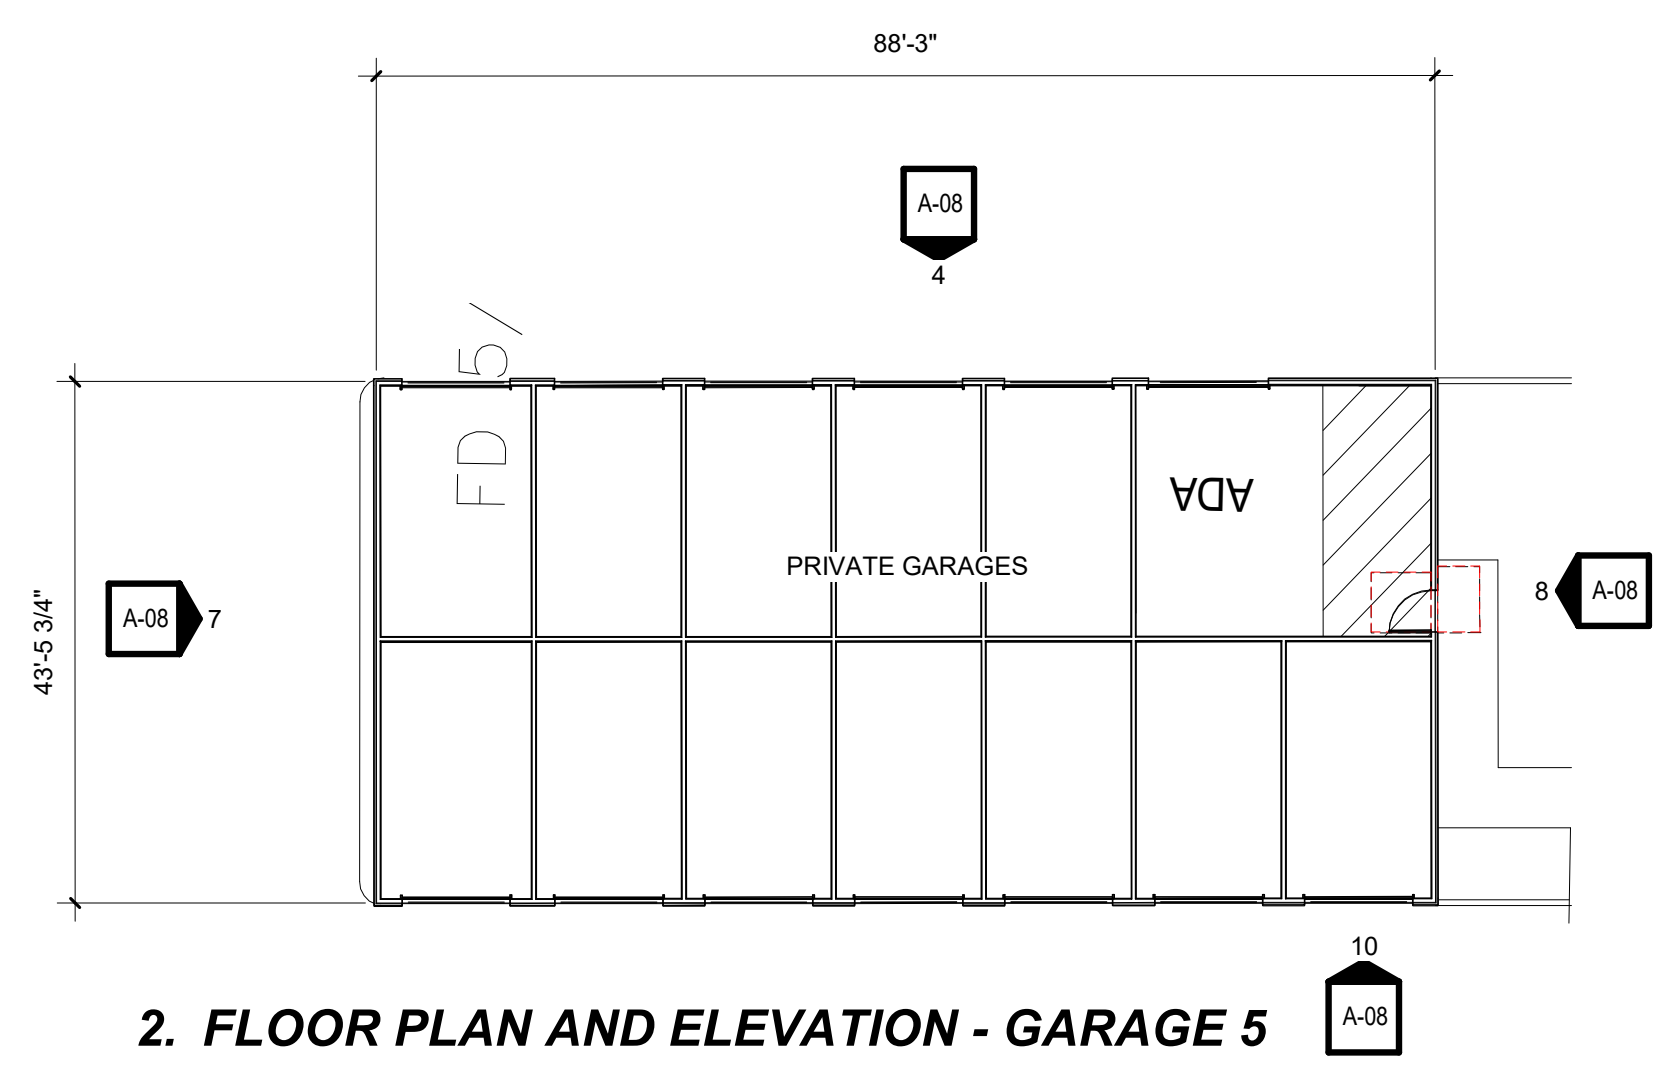 88'-3"
A-08
4
FD 5/
ADA
PRIVATE GARAGES
43'-5 3/4"
A-08
7
8
A-08
10
A-08
2. FLOOR PLAN AND ELEVATION - GARAGE 5